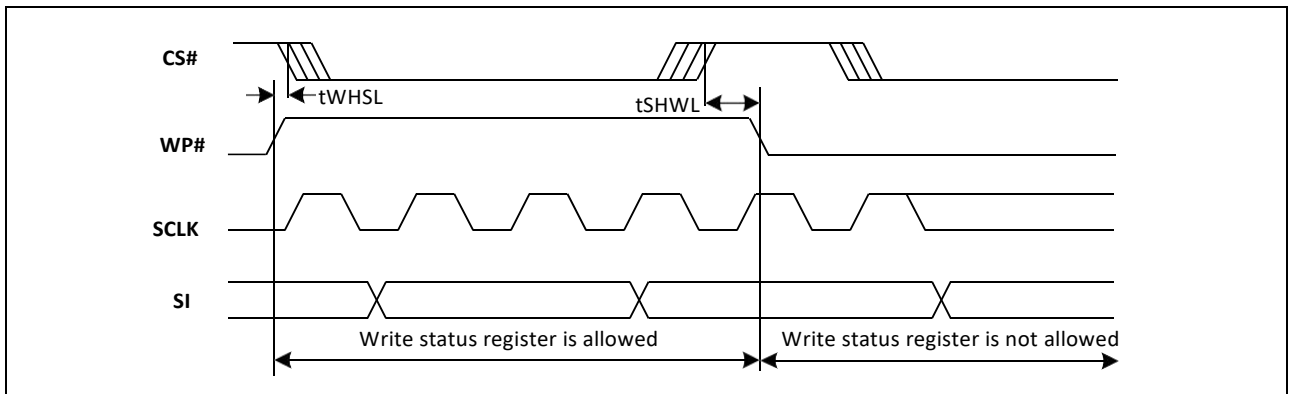 CS#
tWHSL
tSHWL
WP#
SCLK
SI
Write status register is allowed
Write status register is not allowed